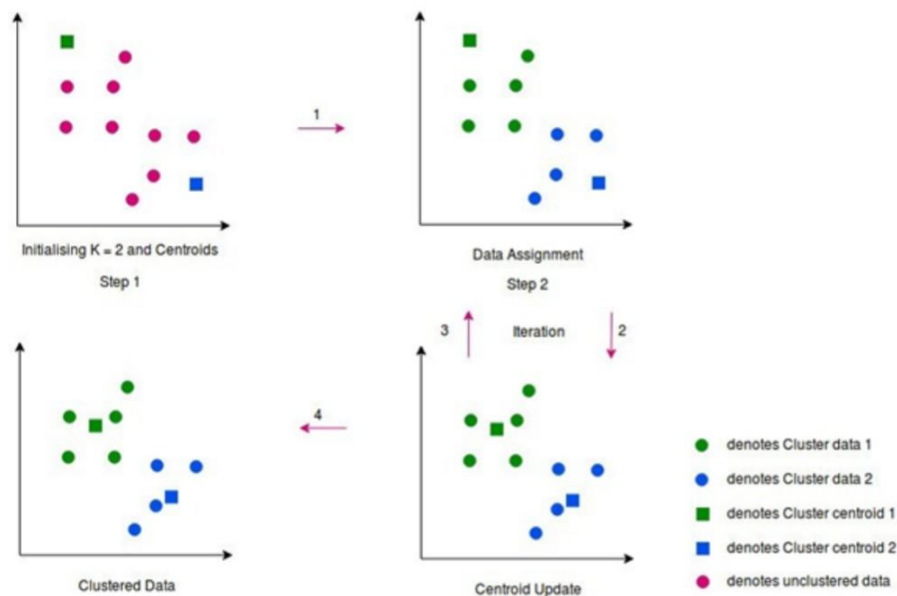 1
Initialising K = 2 and Centroids
Step 1
Data Assignment
Step 2
3
Iteration
2
4
Clustered Data
Centroid Update
denotes Cluster data 1
denotes Cluster data 2
denotes Cluster centroid 1
denotes Cluster centroid 2
denotes unclustered data